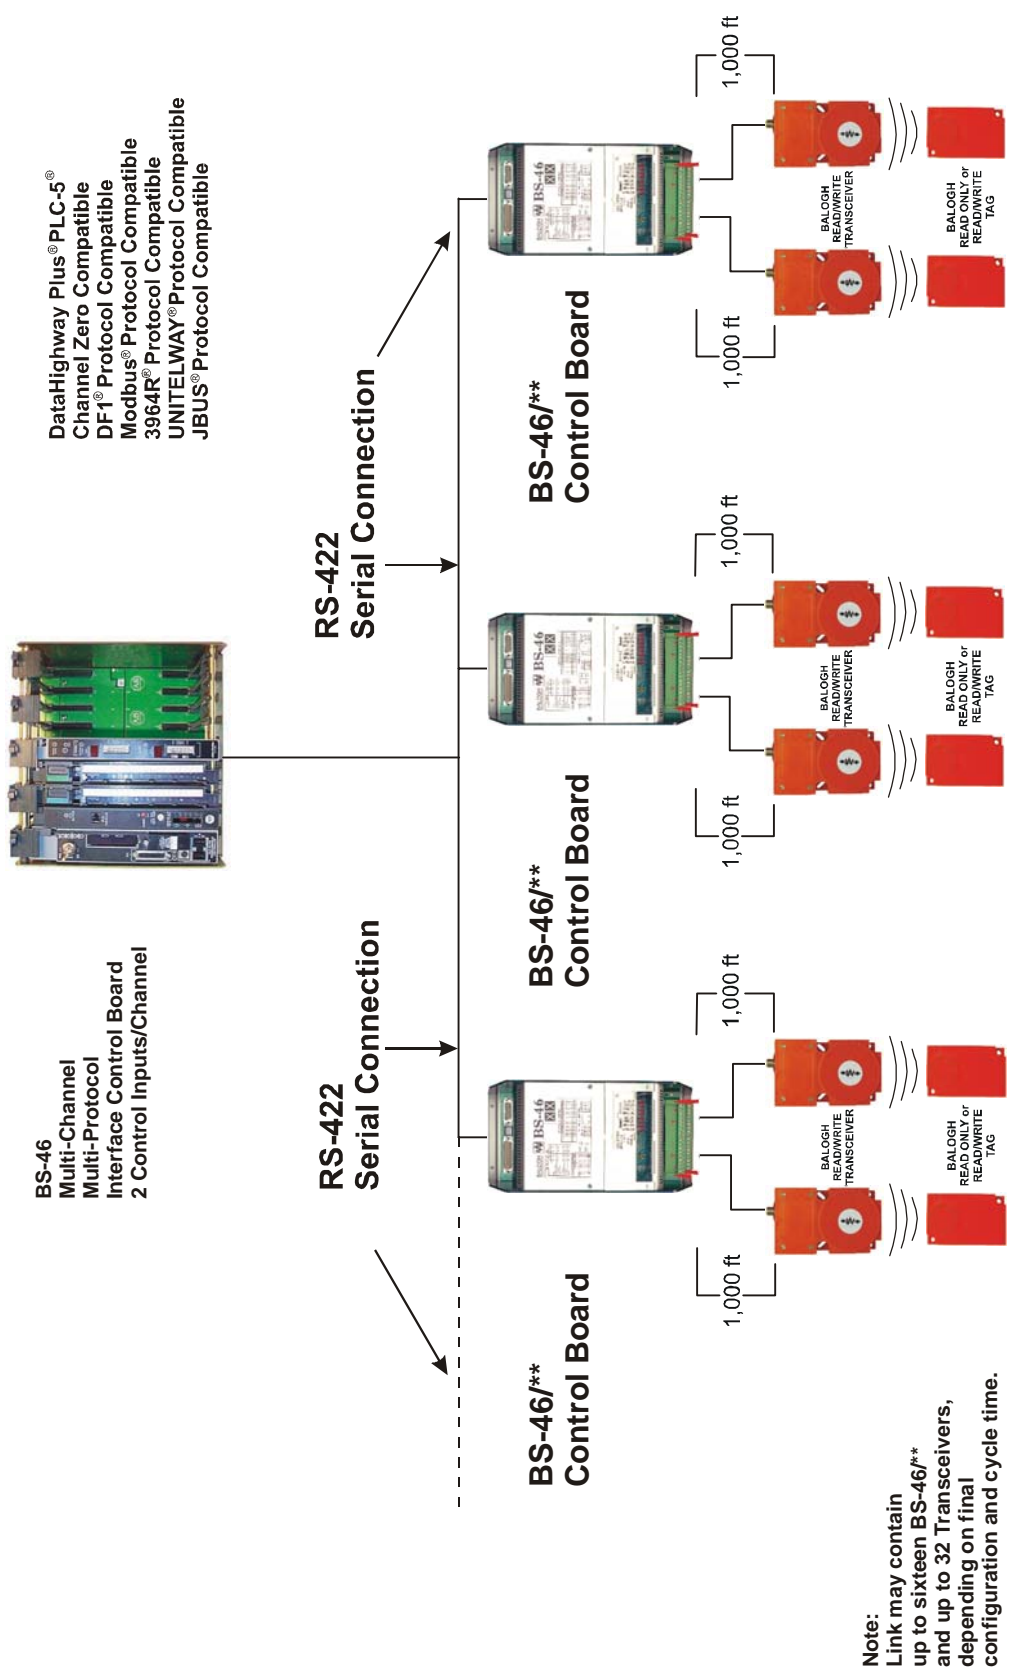 BS-46
Multi-Channel
Multi-Protocol
Interface Control Board
2 Control Inputs/Channel
DataHighway Plus® PLC-5®
Channel Zero Compatible
DF1® Protocol Compatible
Modbus® Protocol Compatible
3964R® Protocol Compatible
UNITELWAY® Protocol Compatible
JBUS® Protocol Compatible
RS-422
Serial Connection
RS-422
Serial Connection
BS-46/**
Control Board
BS-46
BS-46/**
Control Board
BS-46
BS-46/**
Control Board
BS-46
1,000 ft
1,000 ft
1,000 ft
1,000 ft
1,000 ft
1,000 ft
BALOGH
READ/WRITE
TRANSCEIVER
BALOGH
READ/WRITE
TRANSCEIVER
BALOGH
READ/WRITE
TRANSCEIVER
BALOGH
READ ONLY or
READ/WRITE
TAG
BALOGH
READ ONLY or
READ/WRITE
TAG
BALOGH
READ ONLY or
READ/WRITE
TAG
Note:
Link may contain
up to sixteen BS-46/**
and up to 32 Transceivers,
depending on final
configuration and cycle time.